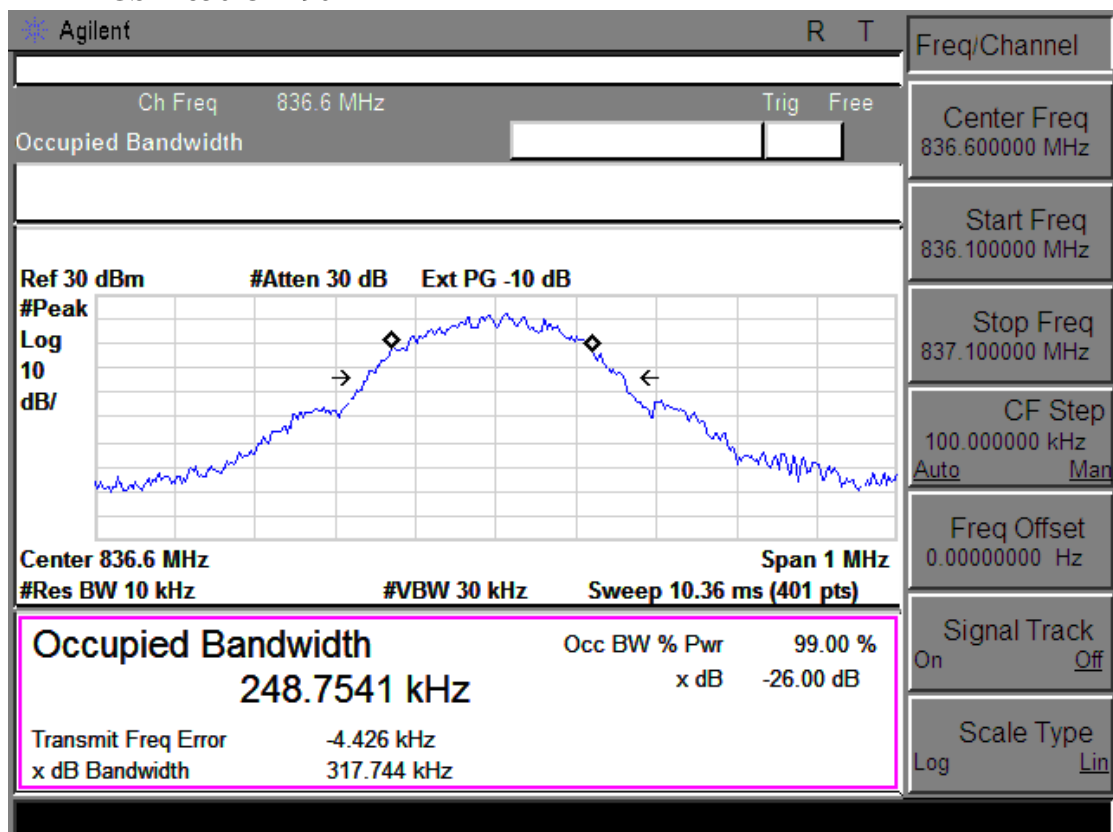 Agilent R T
Freq/Channel
Ch Freq 836.6 MHz Trig Free
Occupied Bandwidth
Center Freq
836.600000 MHz
Start Freq
836.100000 MHz
Ref 30 dBm #Atten 30 dB Ext PG -10 dB
#Peak
Log
10
dB/
Stop Freq
837.100000 MHz
CF Step
100.000000 kHz
Auto Man
Center 836.6 MHz Span 1 MHz
#Res BW 10 kHz #VBW 30 kHz Sweep 10.36 ms (401 pts)
Freq Offset
0.00000000 Hz
Occupied Bandwidth Occ BW % Pwr 99.00 %
248.7541 kHz x dB -26.00 dB
Transmit Freq Error -4.426 kHz
x dB Bandwidth 317.744 kHz
Signal Track
On Off
Scale Type
Log Lin